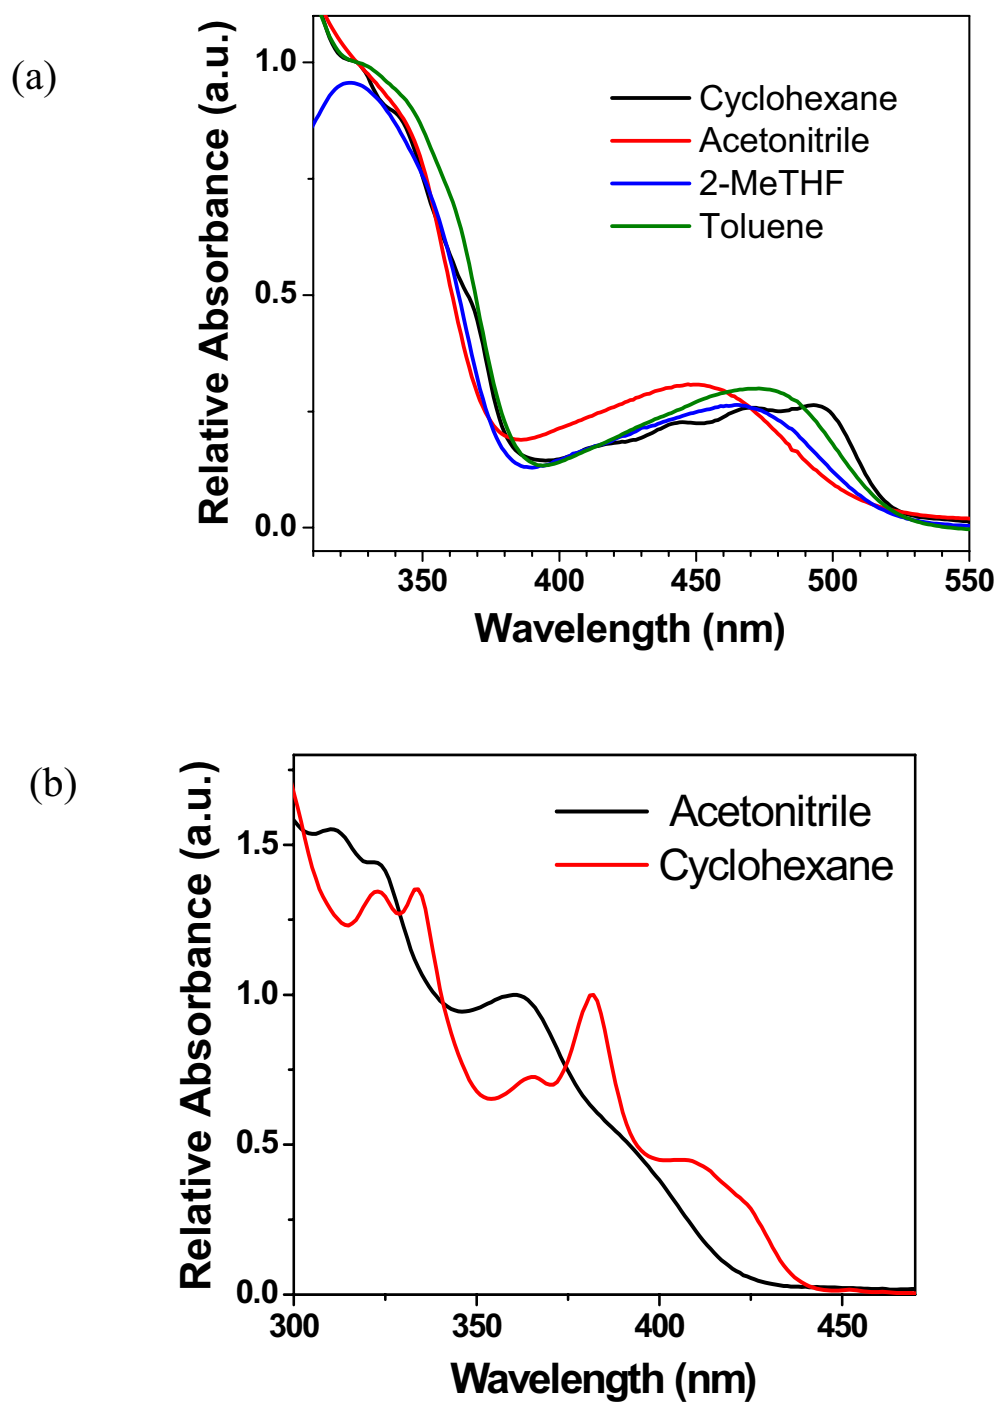 (a)
Relative Absorbance (a.u.)
1.0
0.5
0.0
Cyclohexane
Acetonitrile
2-MeTHF
Toluene
350 400 450 500 550
Wavelength (nm)
(b)
Relative Absorbance (a.u.)
1.5
1.0
0.5
0.0
Acetonitrile
Cyclohexane
300 350 400 450
Wavelength (nm)